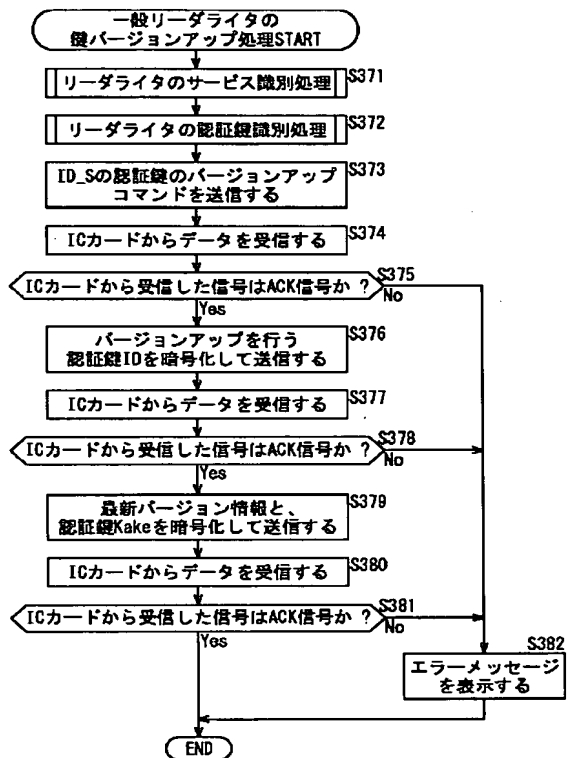 一般リーダライタの
鍵バージョンアップ処理START
リーダライタのサービス識別処理
S371
リーダライタの認証鍵識別処理
S372
ID_Sの認証鍵のバージョンアップ
コマンドを送信する
S373
ICカードからデータを受信する
S374
ICカードから受信した信号はACK信号か ?
S375
No
Yes
バージョンアップを行う
認証鍵IDを暗号化して送信する
S376
ICカードからデータを受信する
S377
ICカードから受信した信号はACK信号か ?
S378
No
Yes
最新バージョン情報と、
認証鍵Kakeを暗号化して送信する
S379
ICカードからデータを受信する
S380
ICカードから受信した信号はACK信号か ?
S381
No
Yes
S382
エラーメッセージ
を表示する
END